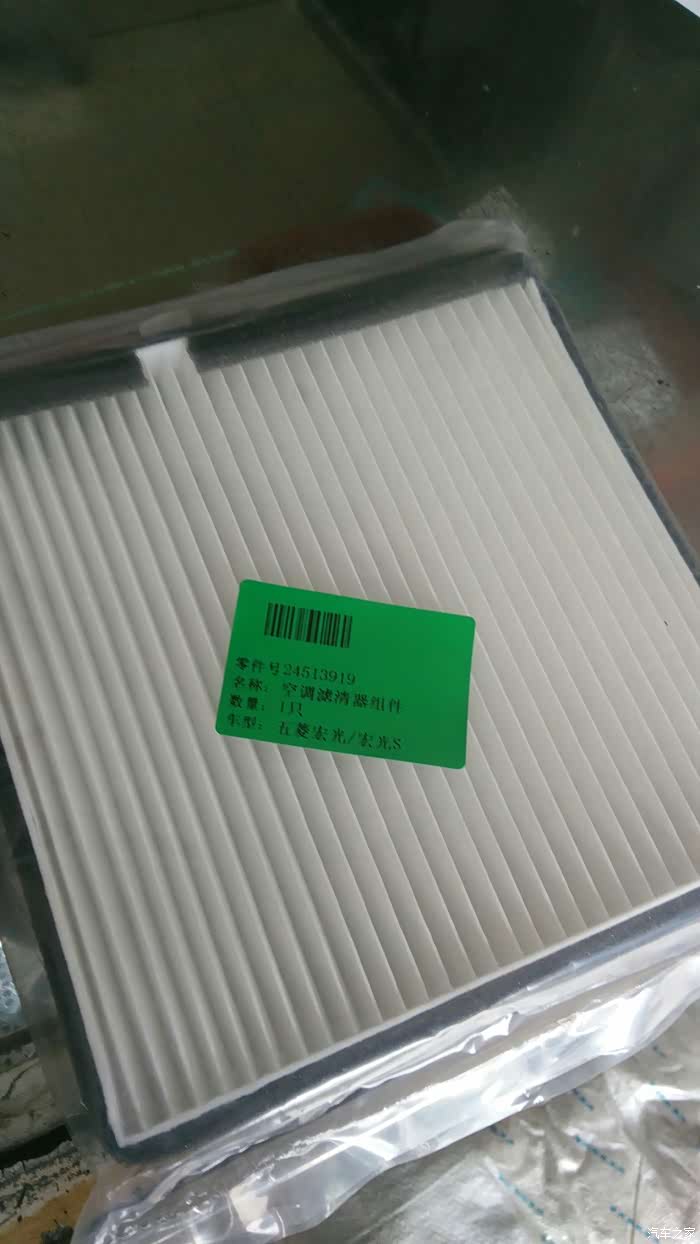 零件号24513919
名称：空调滤清器组件
数量：1只
车型：五菱宏光/宏光S
汽车之家